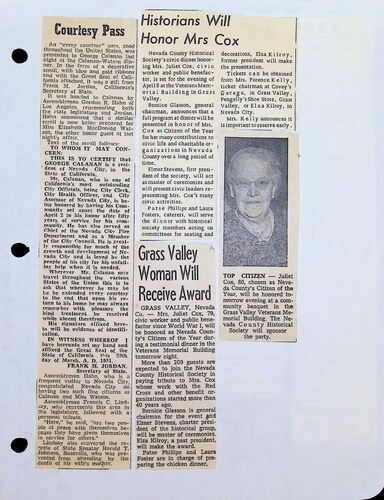 Courtesy Pass
An "every courtesy" pass, good
throughout the United States, was
presented to George Calanan last
night at the Calanan-Watson din-
ner. In the form of a decorative
scroll, with blue and gold ribbons
and with the Great Seal of Cali-
fornia attached, it was a gift from
Frank M. Jordan, California's
Secretary of State.
It was handed to Calanan by
Assemblyman Gordon R. Hahn of
Los Angeles, speaking for both
the state legislature and Jordan.
Hahn announced that a similar
scroll is now being prepared for
Miss Elizabeth MacDonald Wat-
son, the other honor guest at last
night's affair.
Text of the scroll follows:
TO WHOM IT MAY CON-
CERN:
THIS IS TO CERTIFY that
GEORGE CALANAN is a resi-
dent of Nevada City, in
the State of California.
Mr. Calanan, who is one of
California's most outstanding
City Officials, being City Clerk,
City Health Officer, and City
Assessor of Nevada City, is be-
ing honored by having his Com-
munity set apart the date of
April 2 in his honor after fifty
years of service for his com-
munity. He has also served as
Chief of the Nevada City Fire
Department and as a Member
of the City Council. He is great-
ly responsible for much of the
growth and development of Ne-
vada City and is loved by the
people of his city for his unfail-
ing help when it is needed.
Wherever Mr. Calanan may
travel throughout the various
States of the Union this is to
ask that wherever he may be
he be extended every courtesy
to the end that upon his re-
turn to his home he may always
remember with pleasure the
kind treatment he received
while absent therefrom.
His signature affixed here-
to will be evidence of identifi-
cation.
IN WITNESS WHEREOF I
have hereunto set my hand and
affixed the Great Seal of the
State of California this 28th
day of March, A. D. 1951.
FRANK M. JORDAN,
Secretary of State.
Assemblyman Hahn, who is a
frequent visitor to Nevada City,
congratulated Nevada City on
having two such fine citizens as
Calanan and Miss Watson.
Assemblyman Francis C. Lind-
say, who represents this area in
the legislature, followed with a
personal tribute.
"Here," he said, "are two peo-
ple at peace with themselves be-
cause they have given themselves
in service for others."
Lindsay also conveyed the re-
grets of State Senator Harold T.
Johnson, Roseville, who was pre-
vented from attending by the
death of his wife's mother.
Historians Will
Honor Mrs Cox
Nevada County Historical
Society's civic dinner honor-
ing Mrs. Juliet Cox, civic
worker and public benefac-
tor, is set for the evening of
April 8 at the Veterans Mem-
orial Building in Grass
Valley.
Bernice Glasson, general
chairman, announces that a
full program at dinner will be
presented in honor of Mrs.
Cox as Citizen of the Year
for her many contributions to
civic life and charitable or-
ganizations in Nevada County
over a long period of time.
Elmer Stevens, first presi-
dent of the society, will act
as master of ceremonies and
will present civic leaders re-
presenting Mrs. Cox's many
civic activities.
Patse Phillips and Laura
Foster, caterers, will serve
the dinner with historical so-
ciety members acting on
committees for seating and
decorations, Elza Kilroy,
former president will make
the presentation.
Tickets can be obtained
from Mrs. Forence Kelly,
ticket chairman, at Corey's
Garage, in Grass Valley,
Pengelly's Shoe Store, Grass
Valley, or Elza Kilroy, in
Nevada City.
Mrs. Kelly announces it
is important to reserve early.
TOP CITIZEN — Juliet
Cox, 80, chosen as Neva-
da County's Citizen of the
Year, will be honored to-
morrow evening at a com-
munity banquet in the
Grass Valley Veterans Me-
morial Building. The Ne-
vada County Historical
Society will sponsor
the party.
Grass Valley
Woman Will
Receive Award
GRASS VALLEY, Nevada
Co. — Mrs. Juliet Cox, 79,
civic worker and public bene-
factor since World War I, will
be honored as Nevada Coun-
ty's Citizen of the Year dur-
ing a testimonial dinner in the
Veterans Memorial Building
tomorrow night.
More than 200 guests are
expected to join the Nevada
County Historical Society in
paying tribute to Mrs. Cox
whose work with the Red
Cross and other benefit or-
ganizations started more than
40 years ago.
Bernice Glasson is general
chairman for the event and
Elmer Stevens, charter presi-
dent of the historical group,
will be master of ceremonies.
Elza Kilroy, a past president,
will make the award.
Patse Phillips and Laura
Foster are in charge of pre-
paring the chicken dinner.